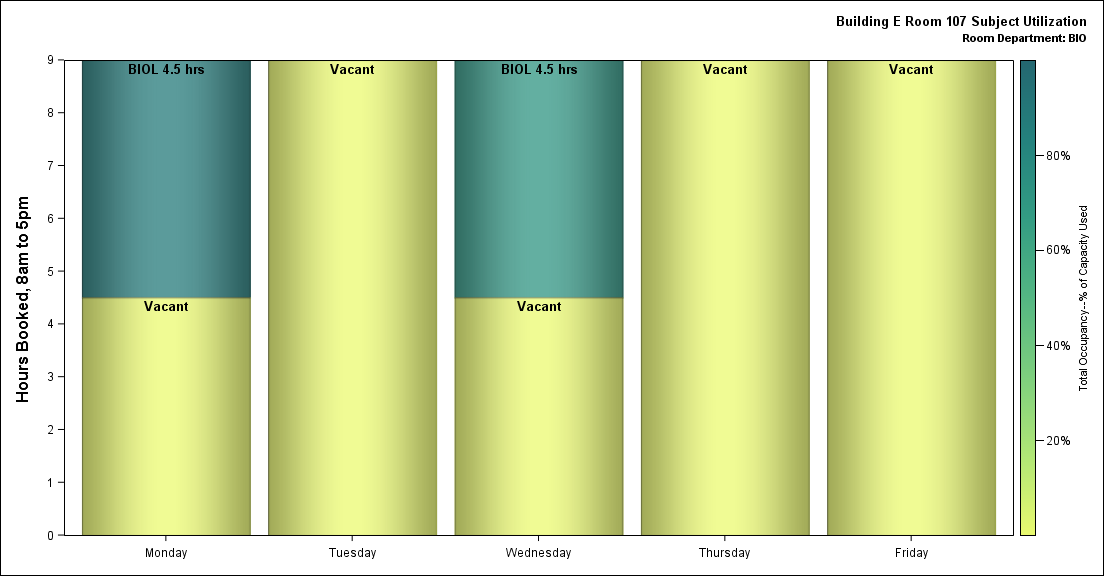 Building E Room 107 Subject Utilization
Room Department: BIO
Hours Booked, 8am to 5pm
9
8
7
6
5
4
3
2
1
0
BIOL 4.5 hrs
Vacant
BIOL 4.5 hrs
Vacant
Vacant
Vacant
Vacant
Monday
Tuesday
Wednesday
Thursday
Friday
80%
60%
40%
20%
Total Occupancy--% of Capacity Used